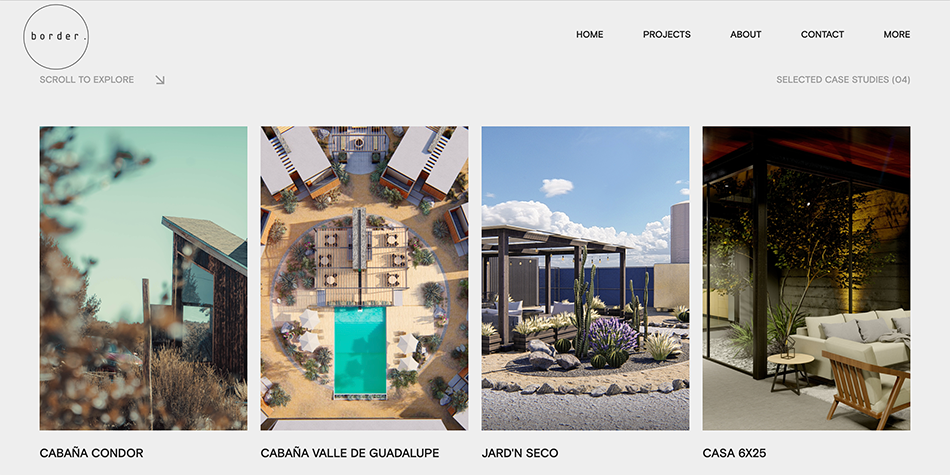 border.
HOME PROJECTS ABOUT CONTACT MORE
SCROLL TO EXPLORE
SELECTED CASE STUDIES (04)
CABAÑA CONDOR
CABAÑA VALLE DE GUADALUPE
JARD'N SECO
CASA 6X25